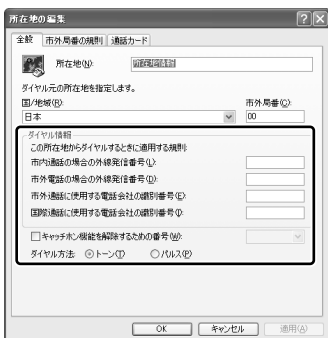 所在地の編集
全般 市外局番の規則 通話カード
所在地(N): 所在地情報
ダイヤル元の所在地を指定します。
国/地域(R): 市外局番(C):
日本 00
ダイヤル情報
この所在地からダイヤルするときに適用する規則:
市内通話の場合の外線発信番号(L):
市外電話の場合の外線発信番号(D):
市外通話に使用する電話会社の識別番号(E):
国際通話に使用する電話会社の識別番号(I):
キャッチホン機能を解除するための番号(W):
ダイヤル方法: トーン(T) パルス(P)
OK キャンセル 適用(A)